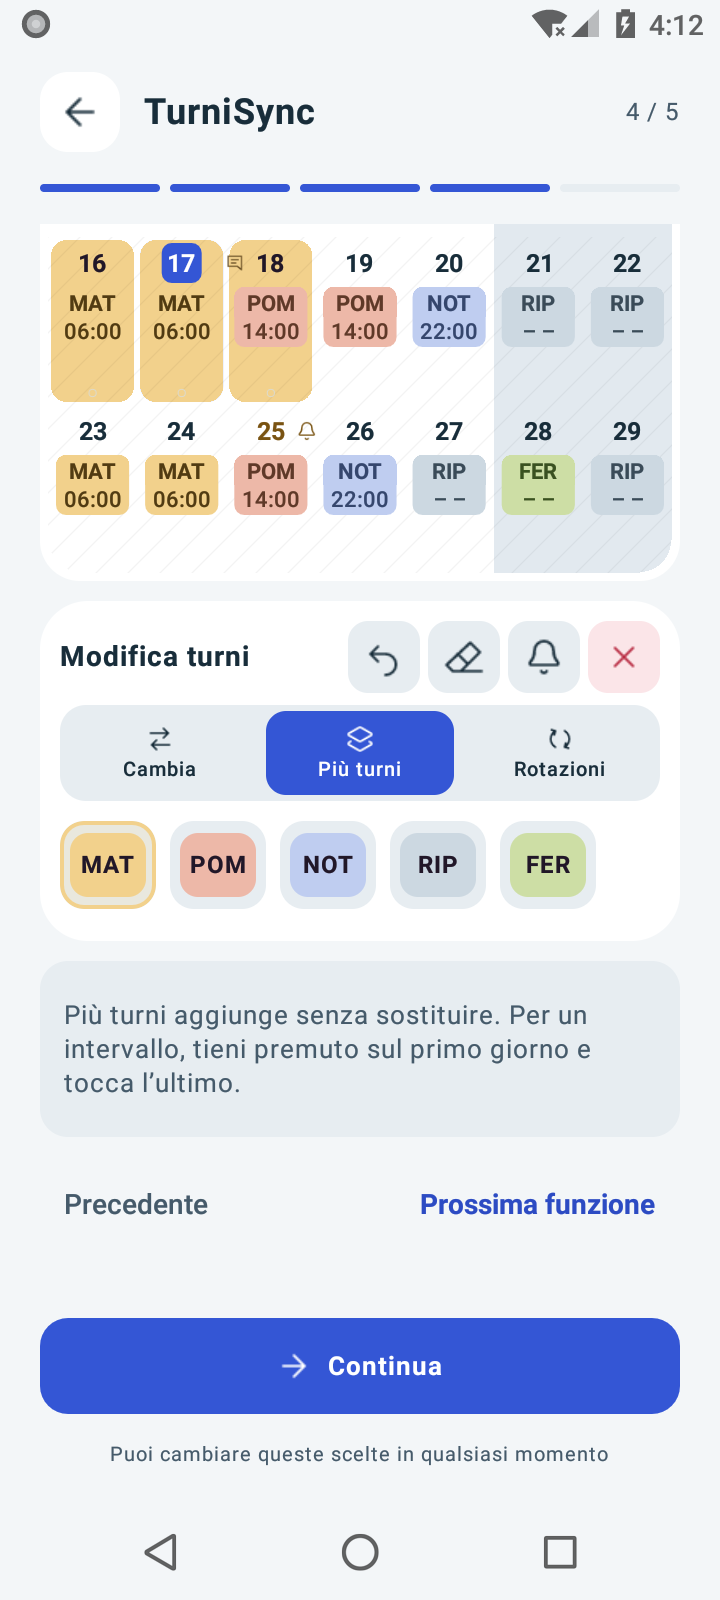 4:12
TurniSync
4 / 5
16 17 18 19 20 21 22
MAT MAT POM POM NOT RIP RIP
06:00 06:00 14:00 14:00 22:00 – – – –
23 24 25 26 27 28 29
MAT MAT POM NOT RIP FER RIP
06:00 06:00 14:00 22:00 – – – – – –
Modifica turni
Cambia Più turni Rotazioni
MAT POM NOT RIP FER
Più turni aggiunge senza sostituire. Per un
intervallo, tieni premuto sul primo giorno e
tocca l’ultimo.
Precedente Prossima funzione
Continua
Puoi cambiare queste scelte in qualsiasi momento